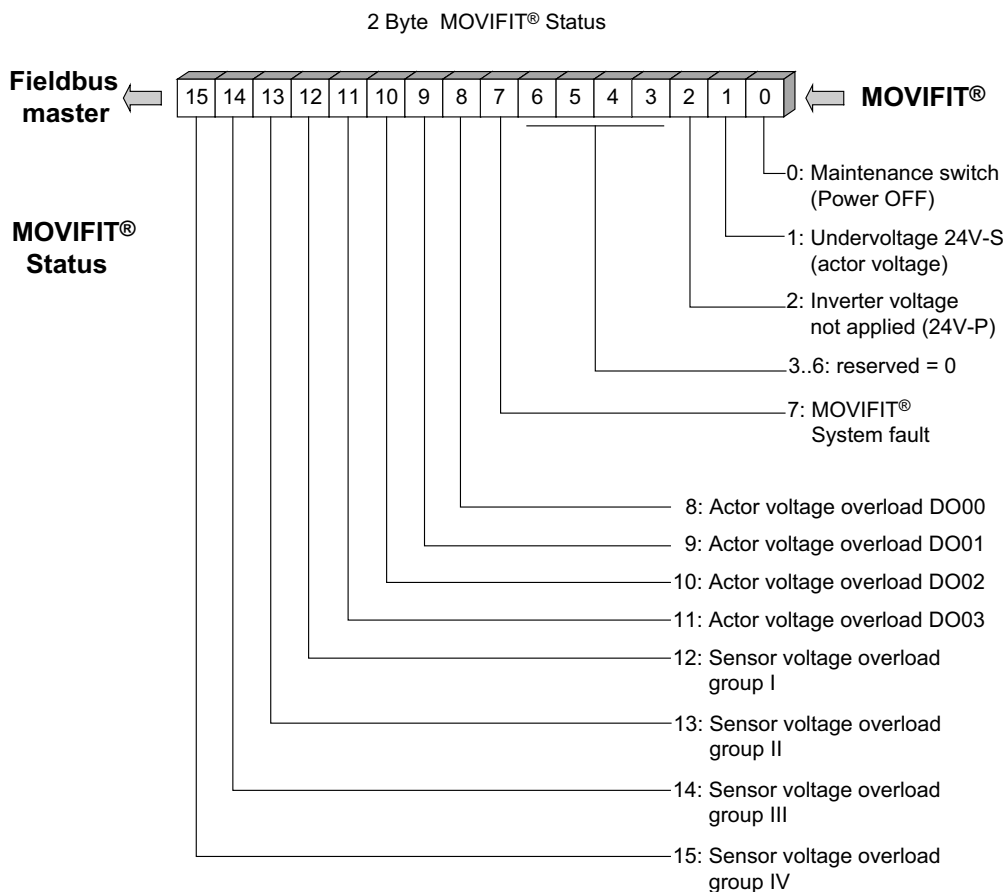 2 Byte MOVIFIT® Status
Fieldbus
master
15 14 13 12 11 10 9 8 7 6 5 4 3 2 1 0
MOVIFIT®
MOVIFIT®
Status
0: Maintenance switch
(Power OFF)
1: Undervoltage 24V-S
(actor voltage)
2: Inverter voltage
not applied (24V-P)
3..6: reserved = 0
7: MOVIFIT®
System fault
8: Actor voltage overload DO00
9: Actor voltage overload DO01
10: Actor voltage overload DO02
11: Actor voltage overload DO03
12: Sensor voltage overload
group I
13: Sensor voltage overload
group II
14: Sensor voltage overload
group III
15: Sensor voltage overload
group IV